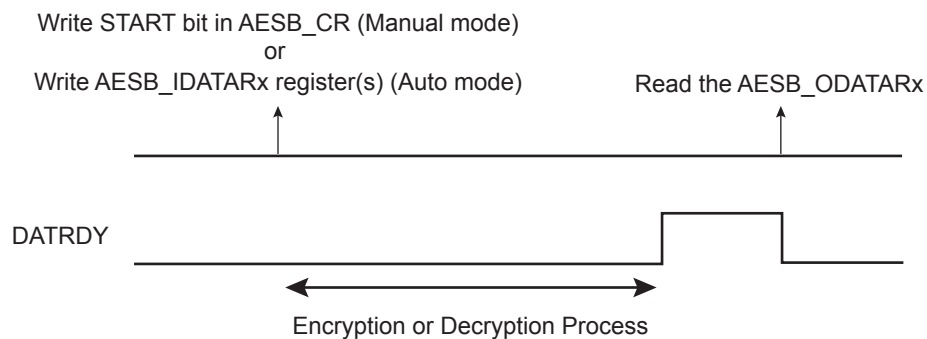 Write START bit in AESB_CR (Manual mode)
or
Write AESB_IDATARx register(s) (Auto mode)
Read the AESB_ODATARx
DATRDY
Encryption or Decryption Process